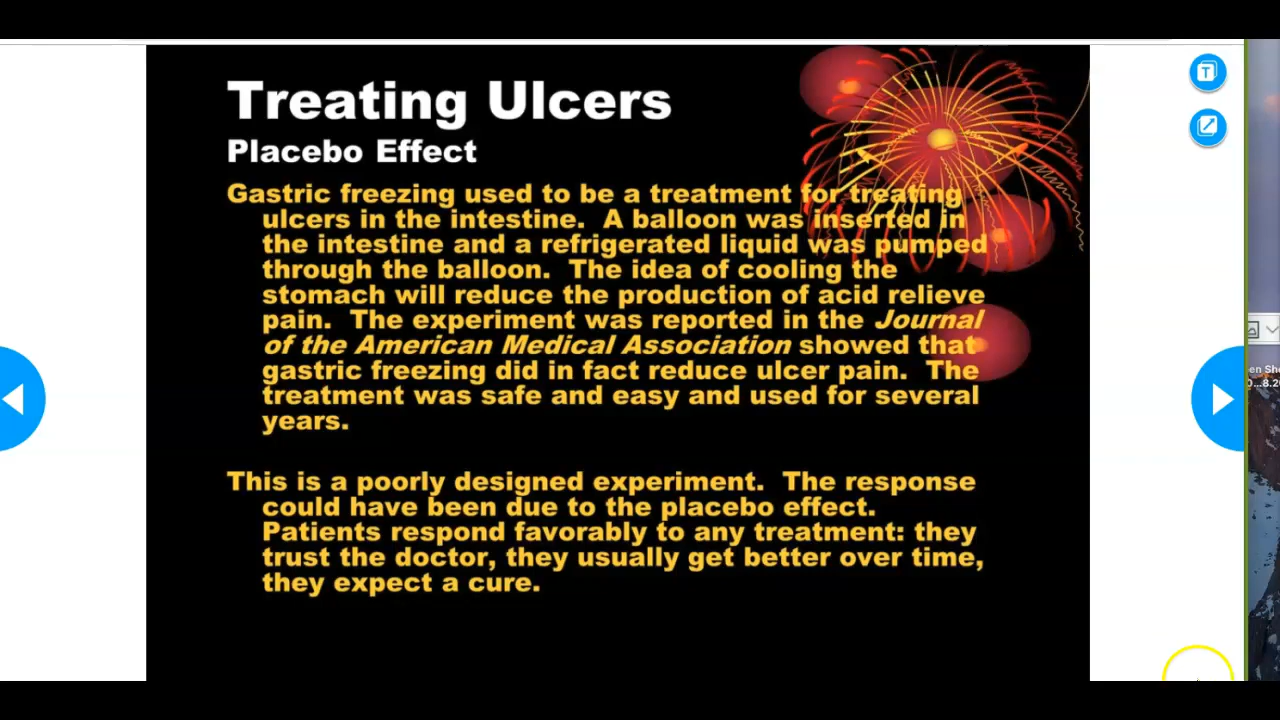 T
Treating Ulcers
Placebo Effect
Gastric freezing used to be a treatment for treating
ulcers in the intestine. A balloon was inserted in
the intestine and a refrigerated liquid was pumped
through the balloon. The idea of cooling the
stomach will reduce the production of acid relieve
pain. The experiment was reported in the Journal
of the American Medical Association showed that
gastric freezing did in fact reduce ulcer pain. The
treatment was safe and easy and used for several
years.
This is a poorly designed experiment. The response
could have been due to the placebo effect.
Patients respond favorably to any treatment: they
trust the doctor, they usually get better over time,
they expect a cure.
en Sh